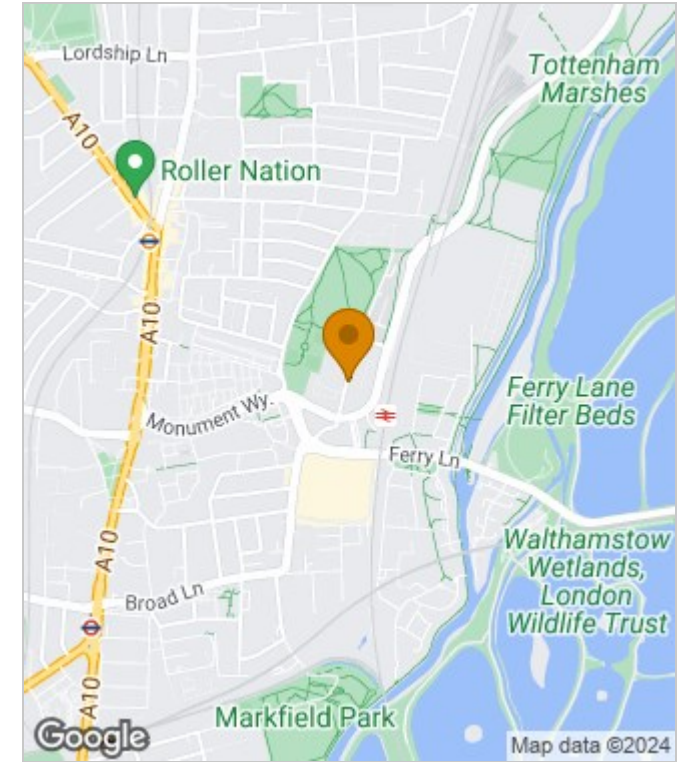 Lordship Ln
Tottenham
Marshes
A10
Roller Nation
A10
Monument Wy.
Ferry Lane
Filter Beds
Ferry Ln
A10
Broad Ln
Walthamstow
Wetlands,
London
Wildlife Trust
A10
Markfield Park
Google
Map data ©2024